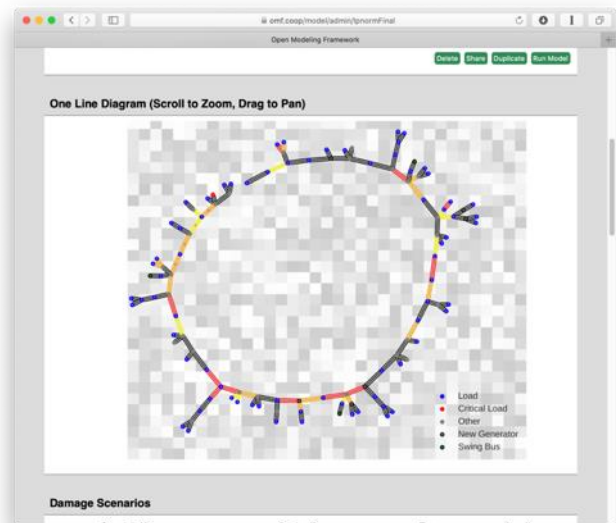 omf.coop/model/admin/lpnormFinal
Open Modeling Framework
Delete Share Duplicate Run Model
One Line Diagram (Scroll to Zoom, Drag to Pan)
Load
Critical Load
Other
New Generator
Swing Bus
Damage Scenarios